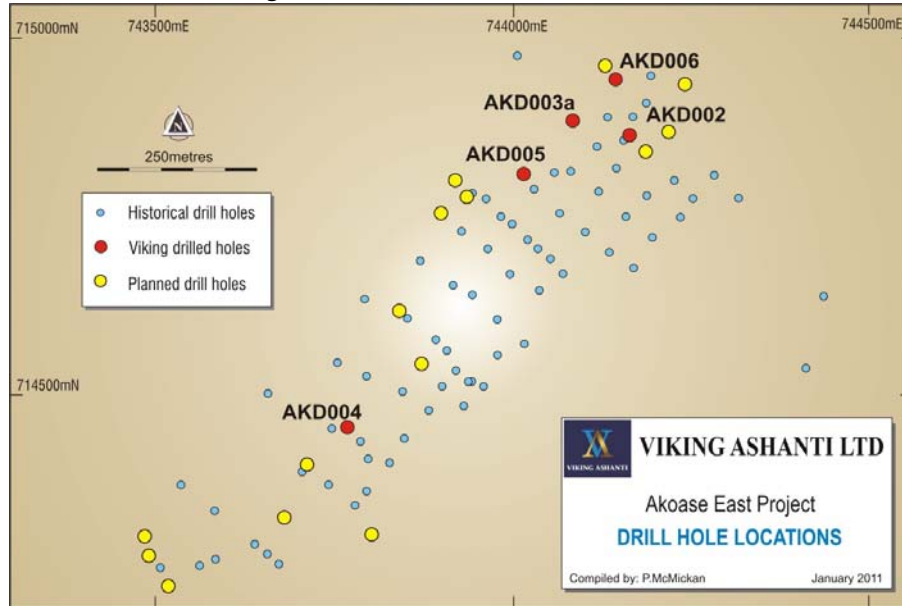 743500mE
744000mE
744500mE
715000mN
AKD006
AKD003a
AKD002
N
250metres
AKD005
Historical drill holes
Viking drilled holes
Planned drill holes
714500mN
AKD004
VIKING ASHANTI
VIKING ASHANTI LTD
Akoase East Project
DRILL HOLE LOCATIONS
Compiled by: P.McMickan January 2011